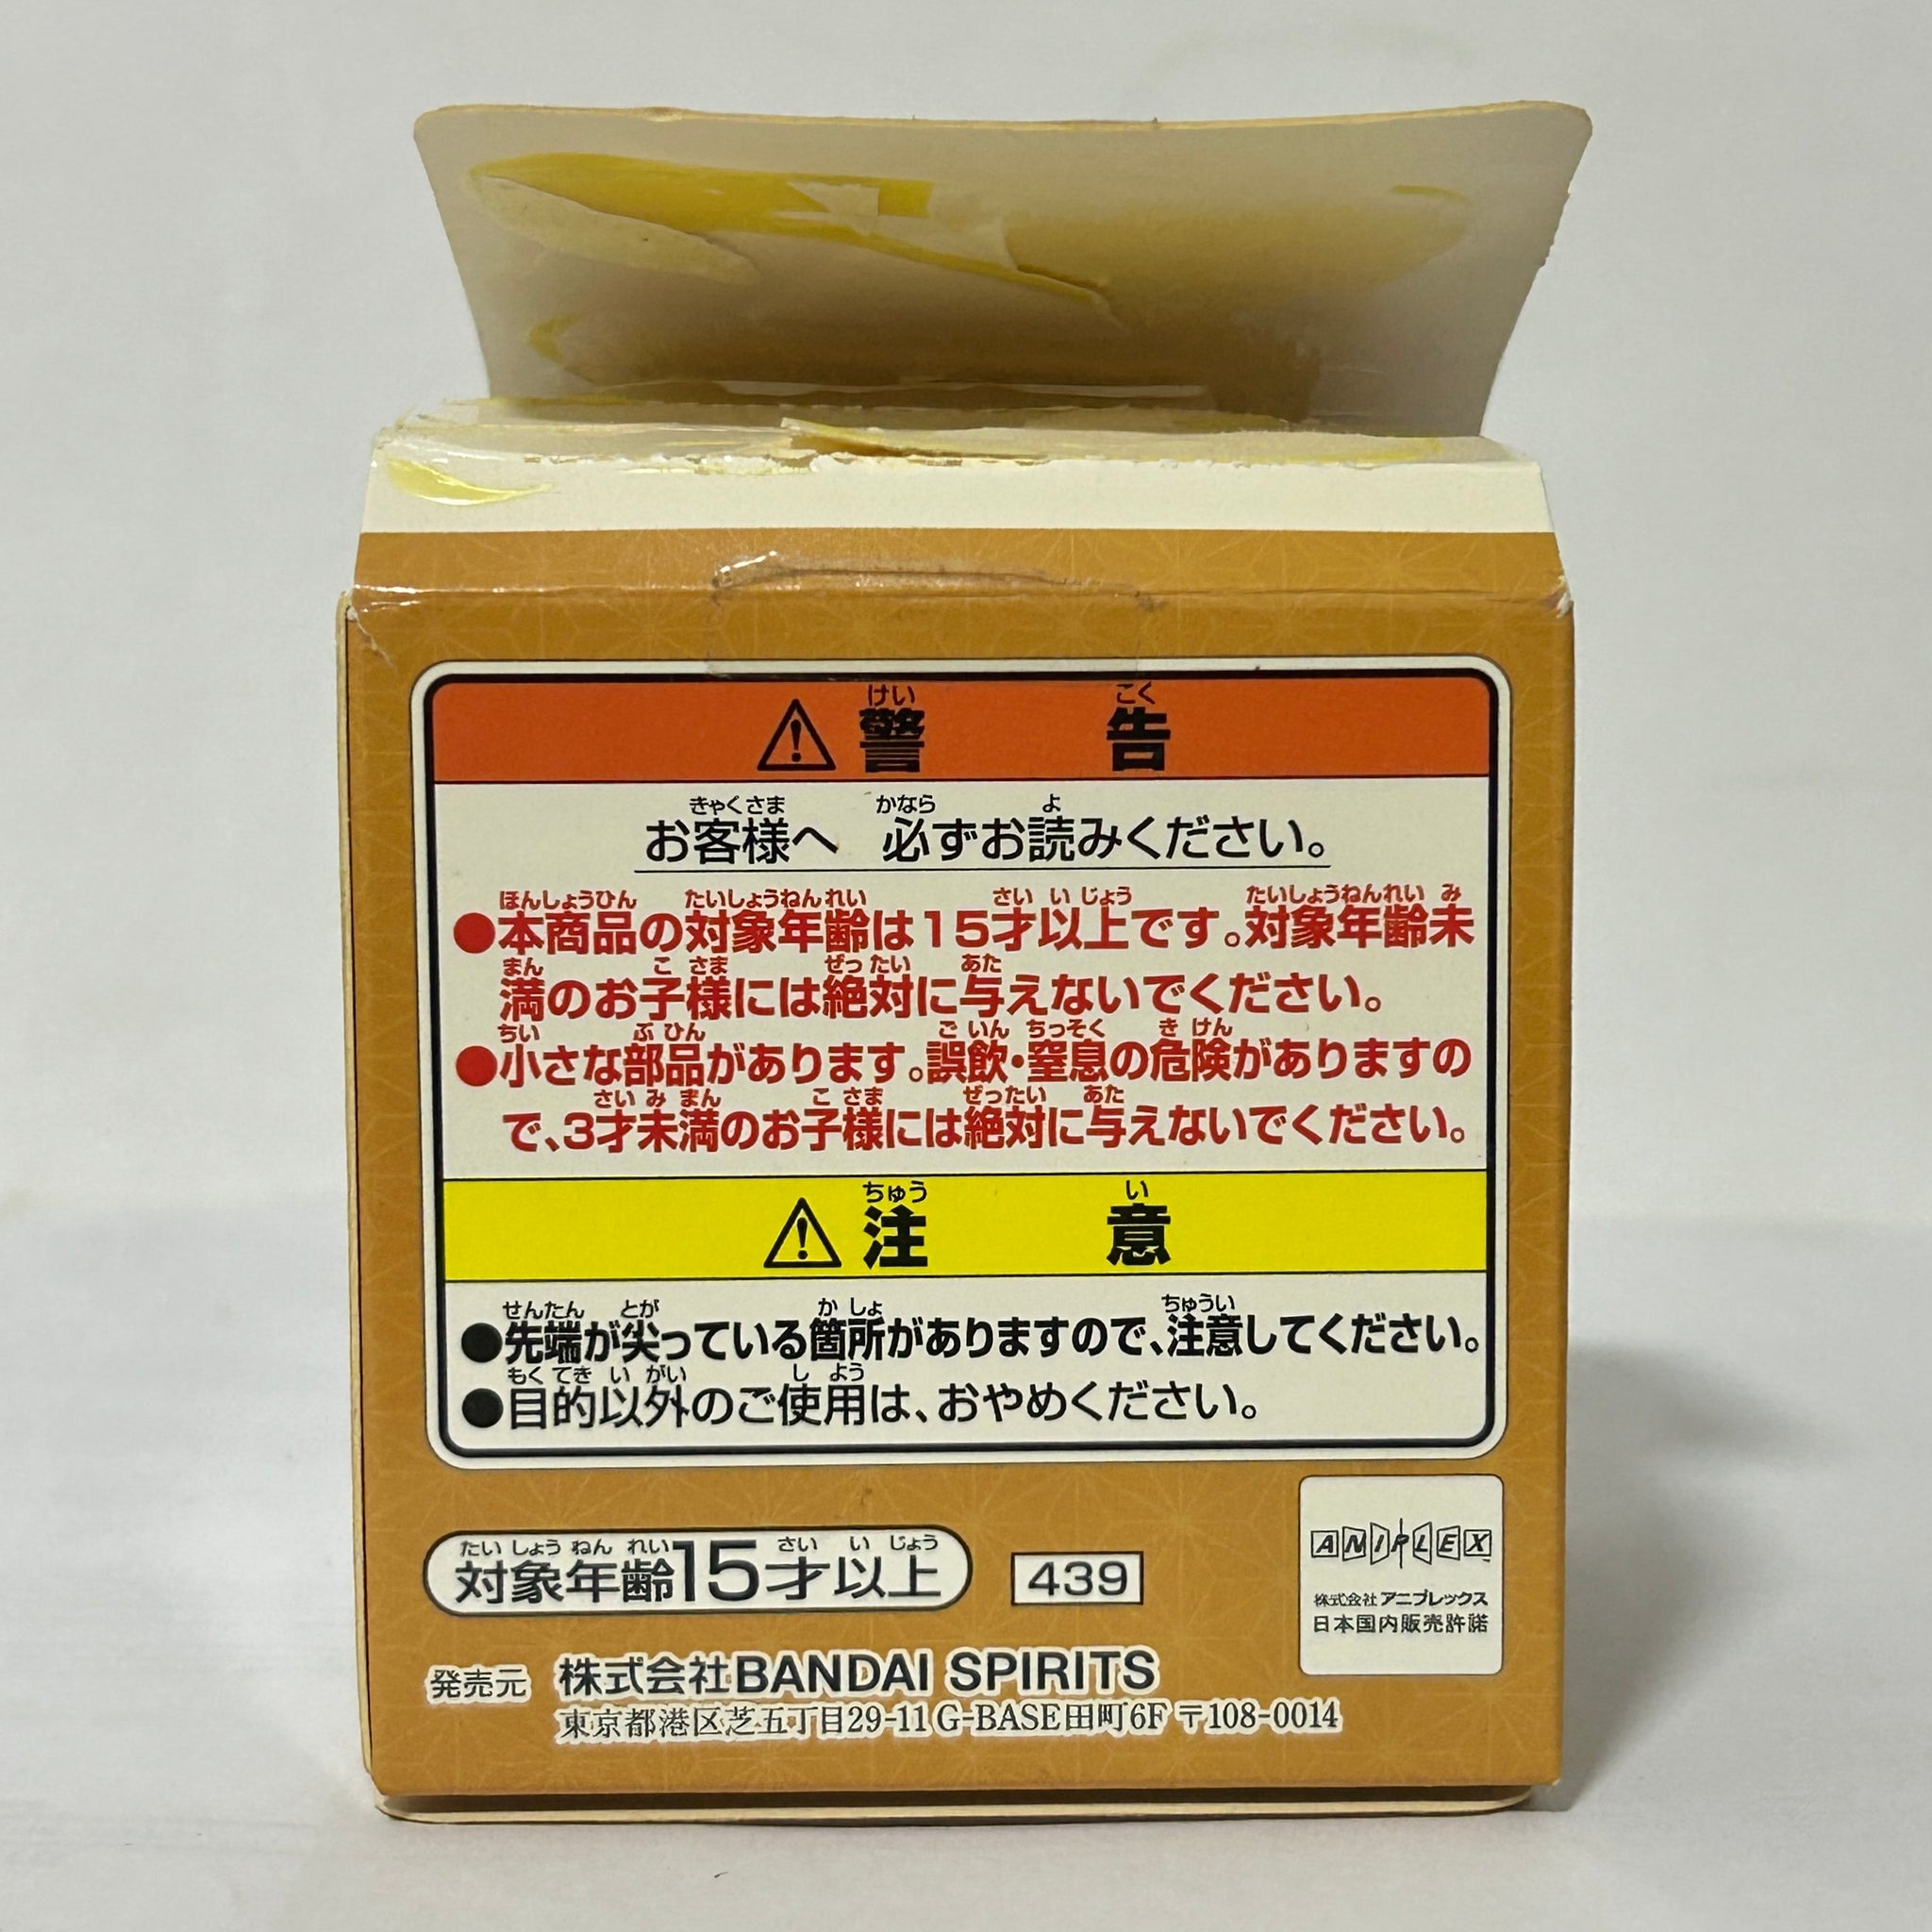 ⚠警告
お客様へ 必ずお読みください。
●本商品の対象年齢は15才以上です。対象年齢未
満のお子様には絶対に与えないでください。
●小さな部品があります。誤飲・窒息の危険がありますの
で、3才未満のお子様には絶対に与えないでください。
⚠注意
●先端が尖っている箇所がありますので、注意してください。
●目的以外のご使用は、おやめください。
対象年齢15才以上
439
ANIPLEX
株式会社アニプレックス
日本国内販売許諾
発売元 株式会社BANDAI SPIRITS
東京都港区芝五丁目29-11 G-BASE田町6F 〒108-0014